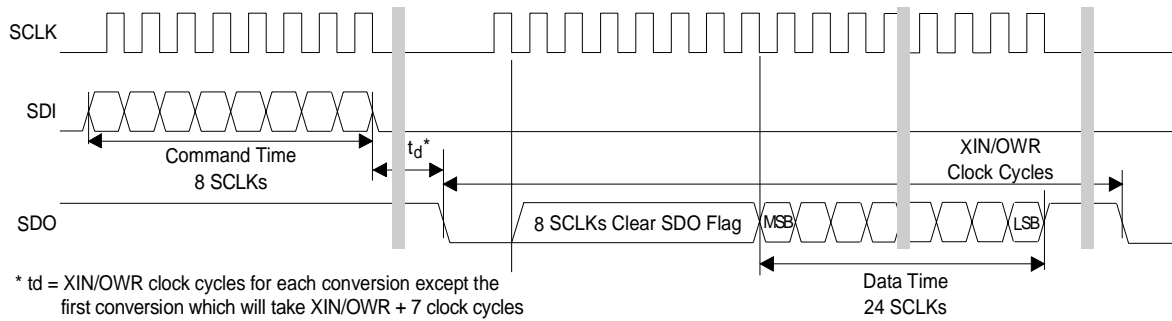 SCLK
SDI
Command Time
8 SCLKs
td*
XIN/OWR
Clock Cycles
SDO
8 SCLKs Clear SDO Flag
MSB
LSB
Data Time
24 SCLKs
* td = XIN/OWR clock cycles for each conversion except the
first conversion which will take XIN/OWR + 7 clock cycles